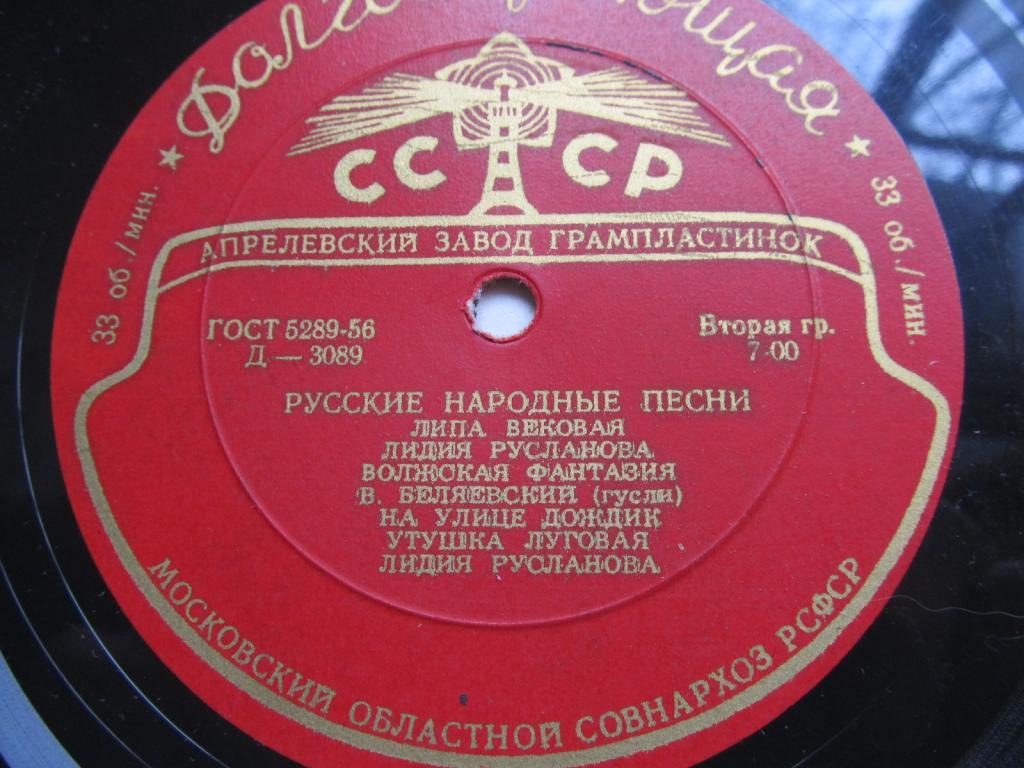 СССР
АПРЕЛЕВСКИЙ ЗАВОД ГРАМПЛАСТИНОК
33 об./мин.
33 об./мин.
ГОСТ 5289-56
Д — 3089
Вторая гр.
7-00
РУССКИЕ НАРОДНЫЕ ПЕСНИ
ЛИПА ВЕКОВАЯ
ЛИДИЯ РУСЛАНОВА
ВОЛЖСКАЯ ФАНТАЗИЯ
В. БЕЛЯЕВСКИЙ (гусли)
НА УЛИЦЕ ДОЖДИК
УТУШКА ЛУГОВАЯ
ЛИДИЯ РУСЛАНОВА
МОСКОВСКИЙ ОБЛАСТНОЙ СОВНАРХОЗ РСФСР